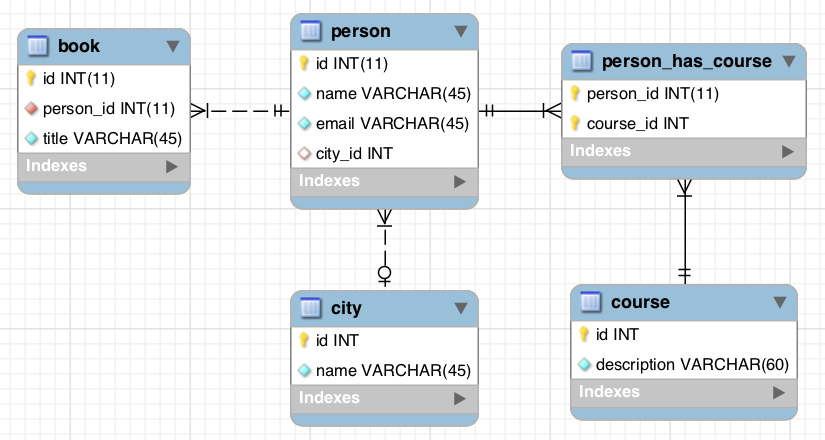 book
id INT(11)
person_id INT(11)
title VARCHAR(45)
Indexes
person
id INT(11)
name VARCHAR(45)
email VARCHAR(45)
city_id INT
Indexes
person_has_course
person_id INT(11)
course_id INT
Indexes
city
id INT
name VARCHAR(45)
Indexes
course
id INT
description VARCHAR(60)
Indexes